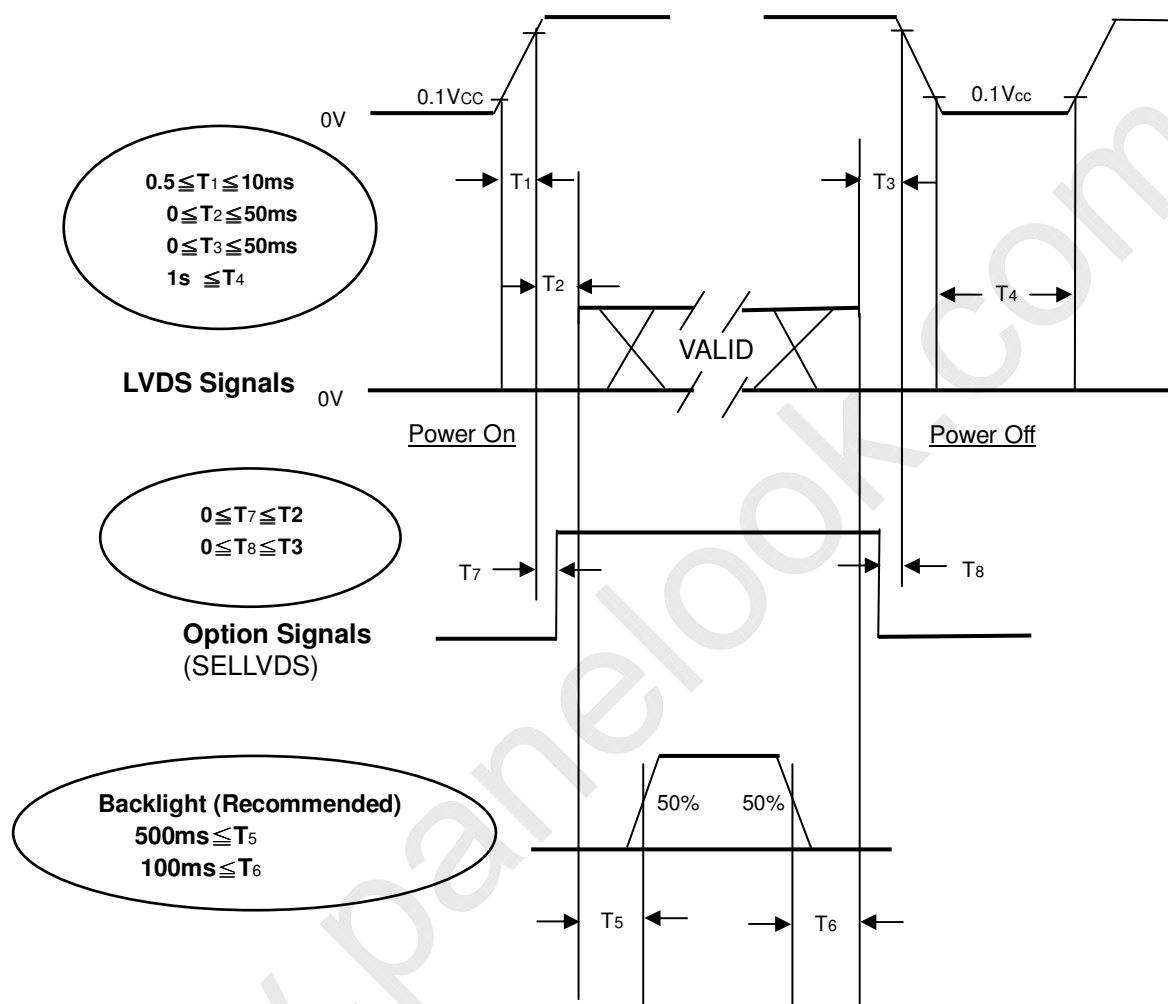 0.1VCC
0.1Vcc
0V
0.5≦T1≦10ms
0≦T2≦50ms
0≦T3≦50ms
1s ≦T4
T1
T3
T2
T4
VALID
LVDS Signals
0V
Power On
Power Off
0≦T7≦T2
0≦T8≦T3
T7
T8
Option Signals
(SELLVDS)
Backlight (Recommended)
500ms≦T5
100ms≦T6
50%
50%
T5
T6
panelook.com